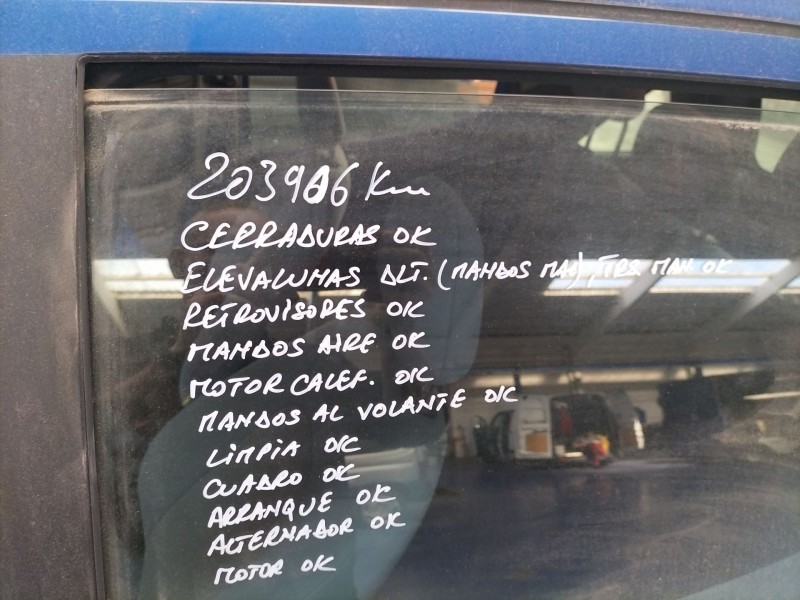 203906 Km
CERRADURAS OK
ELEVALUNAS DLT. (MANDOS MAL), TRS. MAN. OK
RETROVISORES OK
MANDOS AIRE OK
MOTOR CALEF. OK
MANDOS AL VOLANTE OK
LIMPIA OK
CUADRO OK
ARRANQUE OK
ALTERNADOR OK
MOTOR OK